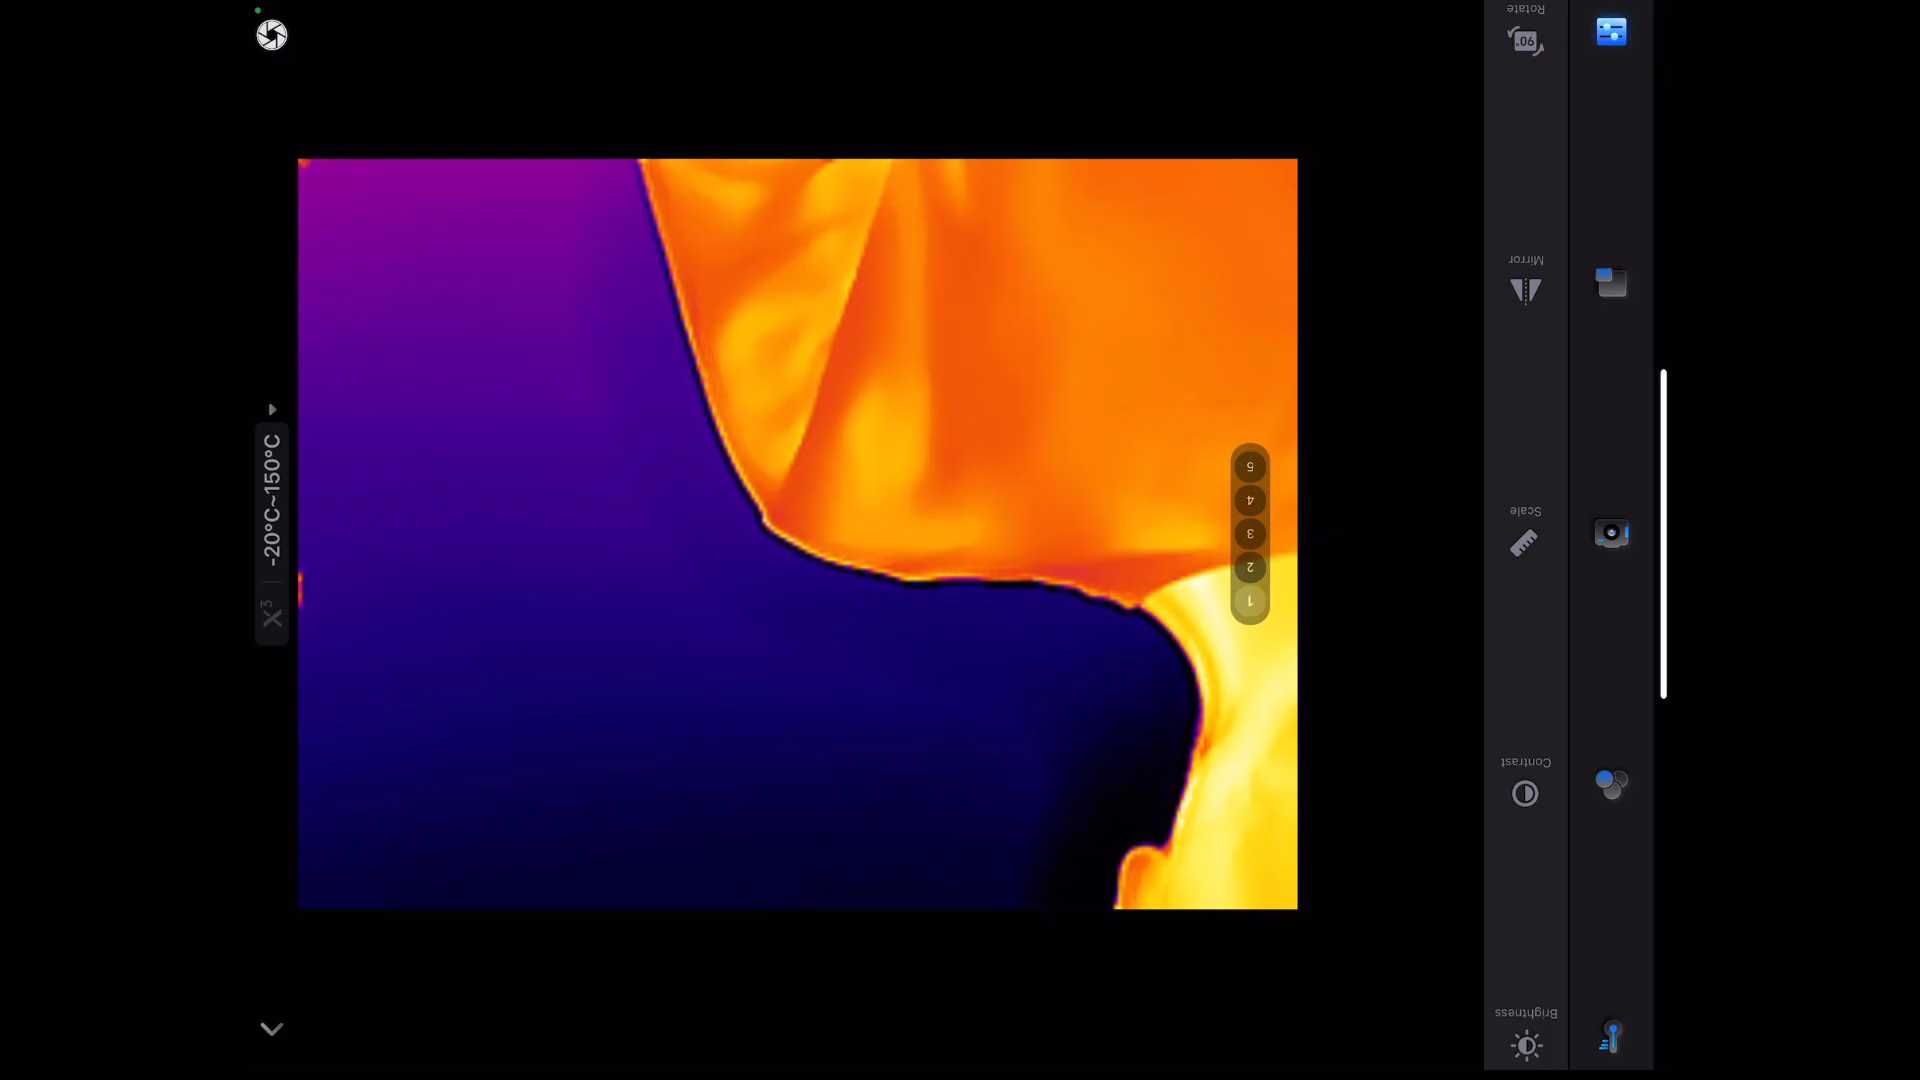 Rotate
90°
Mirror
Scale
Contrast
Brightness
5
4
3
2
1
-20°C~150°C
X³